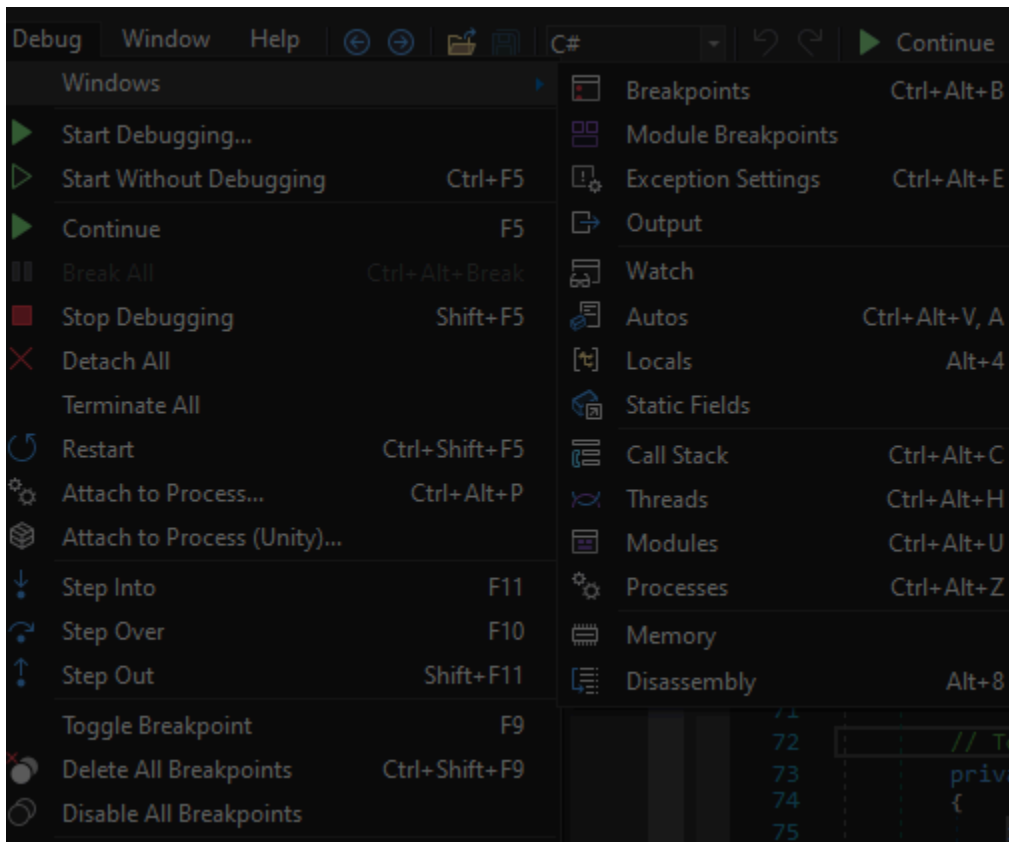 Debug Window Help C# Continue
Windows
Start Debugging...
Start Without Debugging Ctrl+F5
Continue F5
Break All Ctrl+Alt+Break
Stop Debugging Shift+F5
Detach All
Terminate All
Restart Ctrl+Shift+F5
Attach to Process... Ctrl+Alt+P
Attach to Process (Unity)...
Step Into F11
Step Over F10
Step Out Shift+F11
Toggle Breakpoint F9
Delete All Breakpoints Ctrl+Shift+F9
Disable All Breakpoints
Breakpoints Ctrl+Alt+B
Module Breakpoints
Exception Settings Ctrl+Alt+E
Output
Watch
Autos Ctrl+Alt+V, A
Locals Alt+4
Static Fields
Call Stack Ctrl+Alt+C
Threads Ctrl+Alt+H
Modules Ctrl+Alt+U
Processes Ctrl+Alt+Z
Memory
Disassembly Alt+8
71
72 //
73 priva
74 {
75